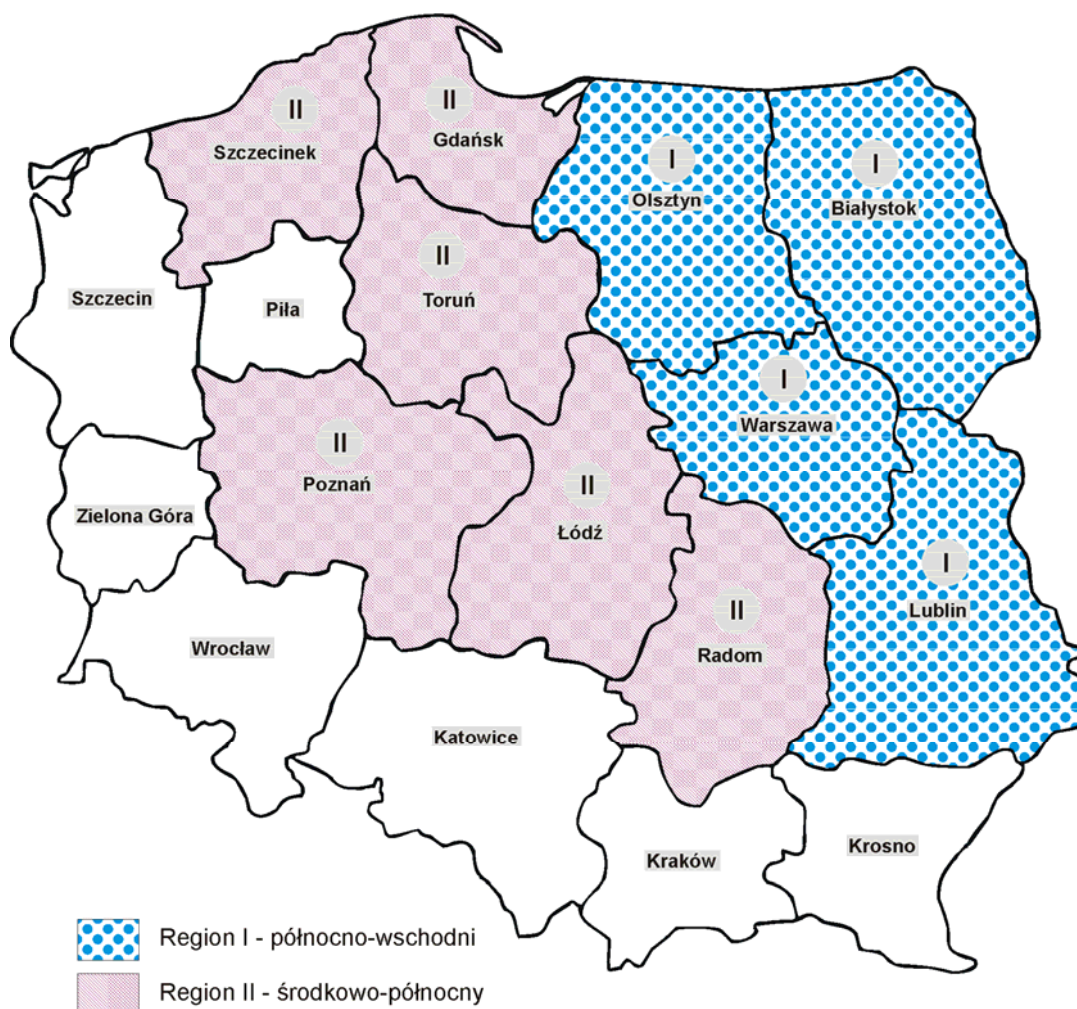 II
Szczecinek
II
Gdańsk
I
Olsztyn
I
Białystok
Szczecin
Piła
II
Toruń
I
Warszawa
II
Poznań
II
Łódź
Zielona Góra
I
Lublin
II
Radom
Wrocław
Katowice
Kraków
Krosno
Region I - północno-wschodni
Region II - środkowo-północny